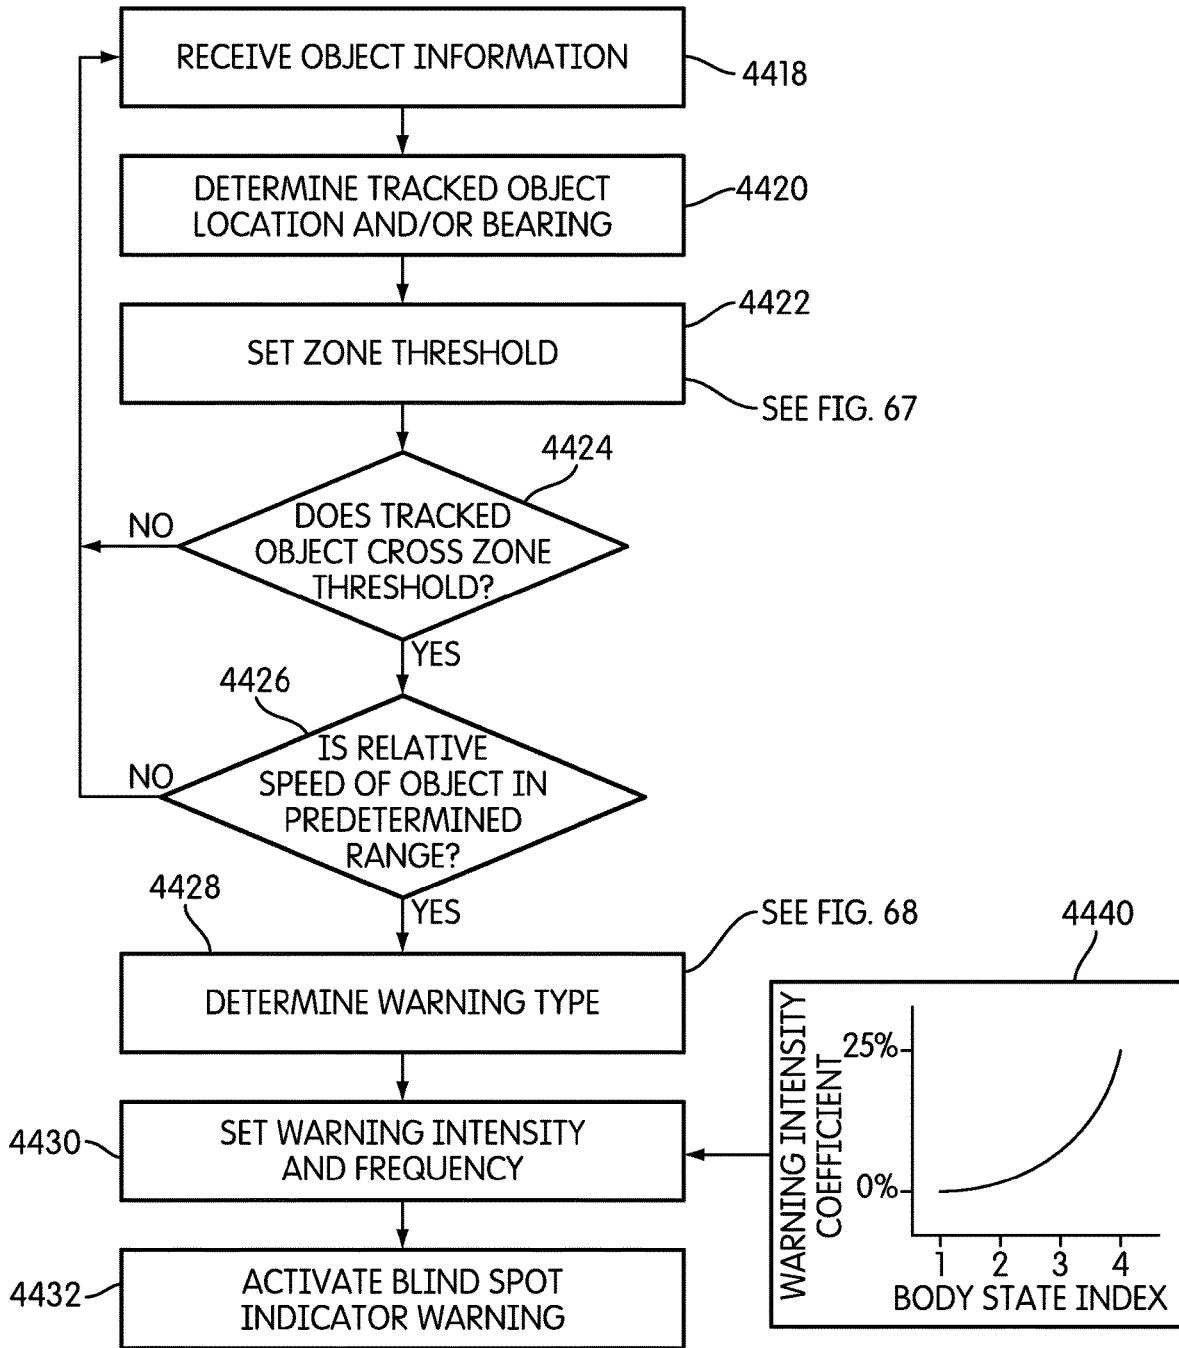 RECEIVE OBJECT INFORMATION
4418
DETERMINE TRACKED OBJECT
LOCATION AND/OR BEARING
4420
4422
SET ZONE THRESHOLD
SEE FIG. 67
4424
DOES TRACKED
OBJECT CROSS ZONE
THRESHOLD?
NO
YES
4426
IS RELATIVE
SPEED OF OBJECT IN
PREDETERMINED
RANGE?
NO
YES
4428
SEE FIG. 68
DETERMINE WARNING TYPE
4430
SET WARNING INTENSITY
AND FREQUENCY
4432
ACTIVATE BLIND SPOT
INDICATOR WARNING
4440
WARNING INTENSITY
COEFFICIENT
25%
0%
1 2 3 4
BODY STATE INDEX